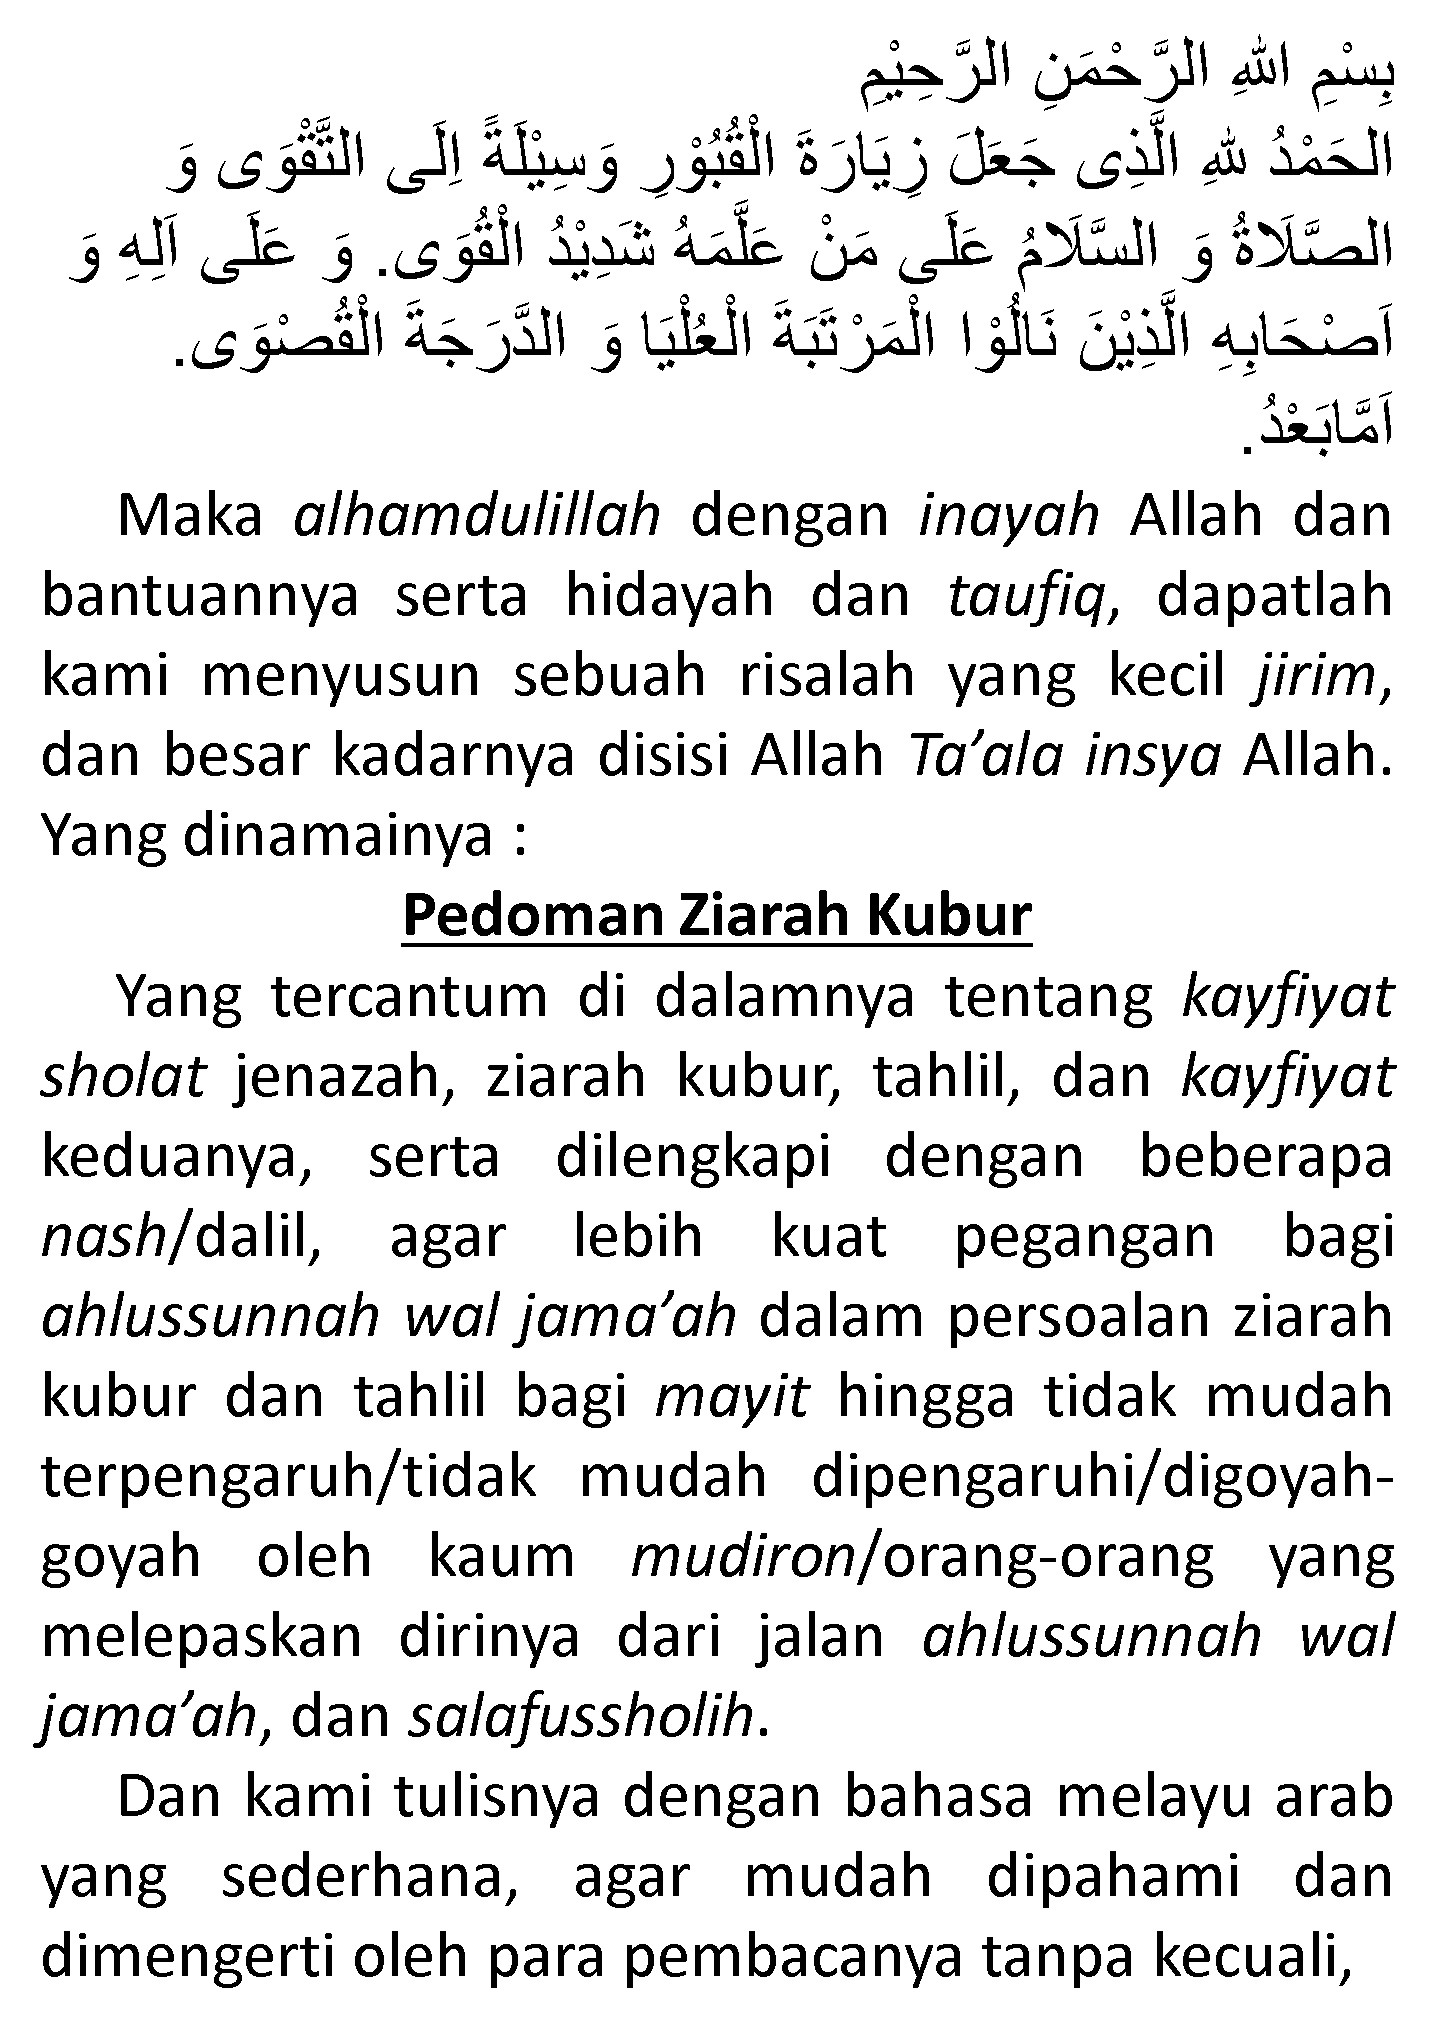 بِسْمِ اللهِ الرَّحْمَنِ الرَّحِيْمِ
الحَمْدُ للهِ الَّذِى جَعَلَ زِيَارَةَ الْقُبُوْرِ وَسِيْلَةً اِلَى التَّقْوَى وَ
الصَّلَاةُ وَ السَّلَامُ عَلَى مَنْ عَلَّمَهُ شَدِيْدُ الْقُوَى. وَ عَلَى اَلِهِ وَ
اَصْحَابِهِ الَّذِيْنَ نَالُوْا الْمَرْتَبَةَ الْعُلْيَا وَ الدَّرَجَةَ الْقُصْوَى.
اَمَّابَعْدُ.
Maka alhamdulillah dengan inayah Allah dan
bantuannya serta hidayah dan taufiq, dapatlah
kami menyusun sebuah risalah yang kecil jirim,
dan besar kadarnya disisi Allah Ta’ala insya Allah.
Yang dinamainya :
Pedoman Ziarah Kubur
Yang tercantum di dalamnya tentang kayfiyat
sholat jenazah, ziarah kubur, tahlil, dan kayfiyat
keduanya, serta dilengkapi dengan beberapa
nash/dalil, agar lebih kuat pegangan bagi
ahlussunnah wal jama’ah dalam persoalan ziarah
kubur dan tahlil bagi mayit hingga tidak mudah
terpengaruh/tidak mudah dipengaruhi/digoyah-
goyah oleh kaum mudiron/orang-orang yang
melepaskan dirinya dari jalan ahlussunnah wal
jama’ah, dan salafussholih.
Dan kami tulisnya dengan bahasa melayu arab
yang sederhana, agar mudah dipahami dan
dimengerti oleh para pembacanya tanpa kecuali,